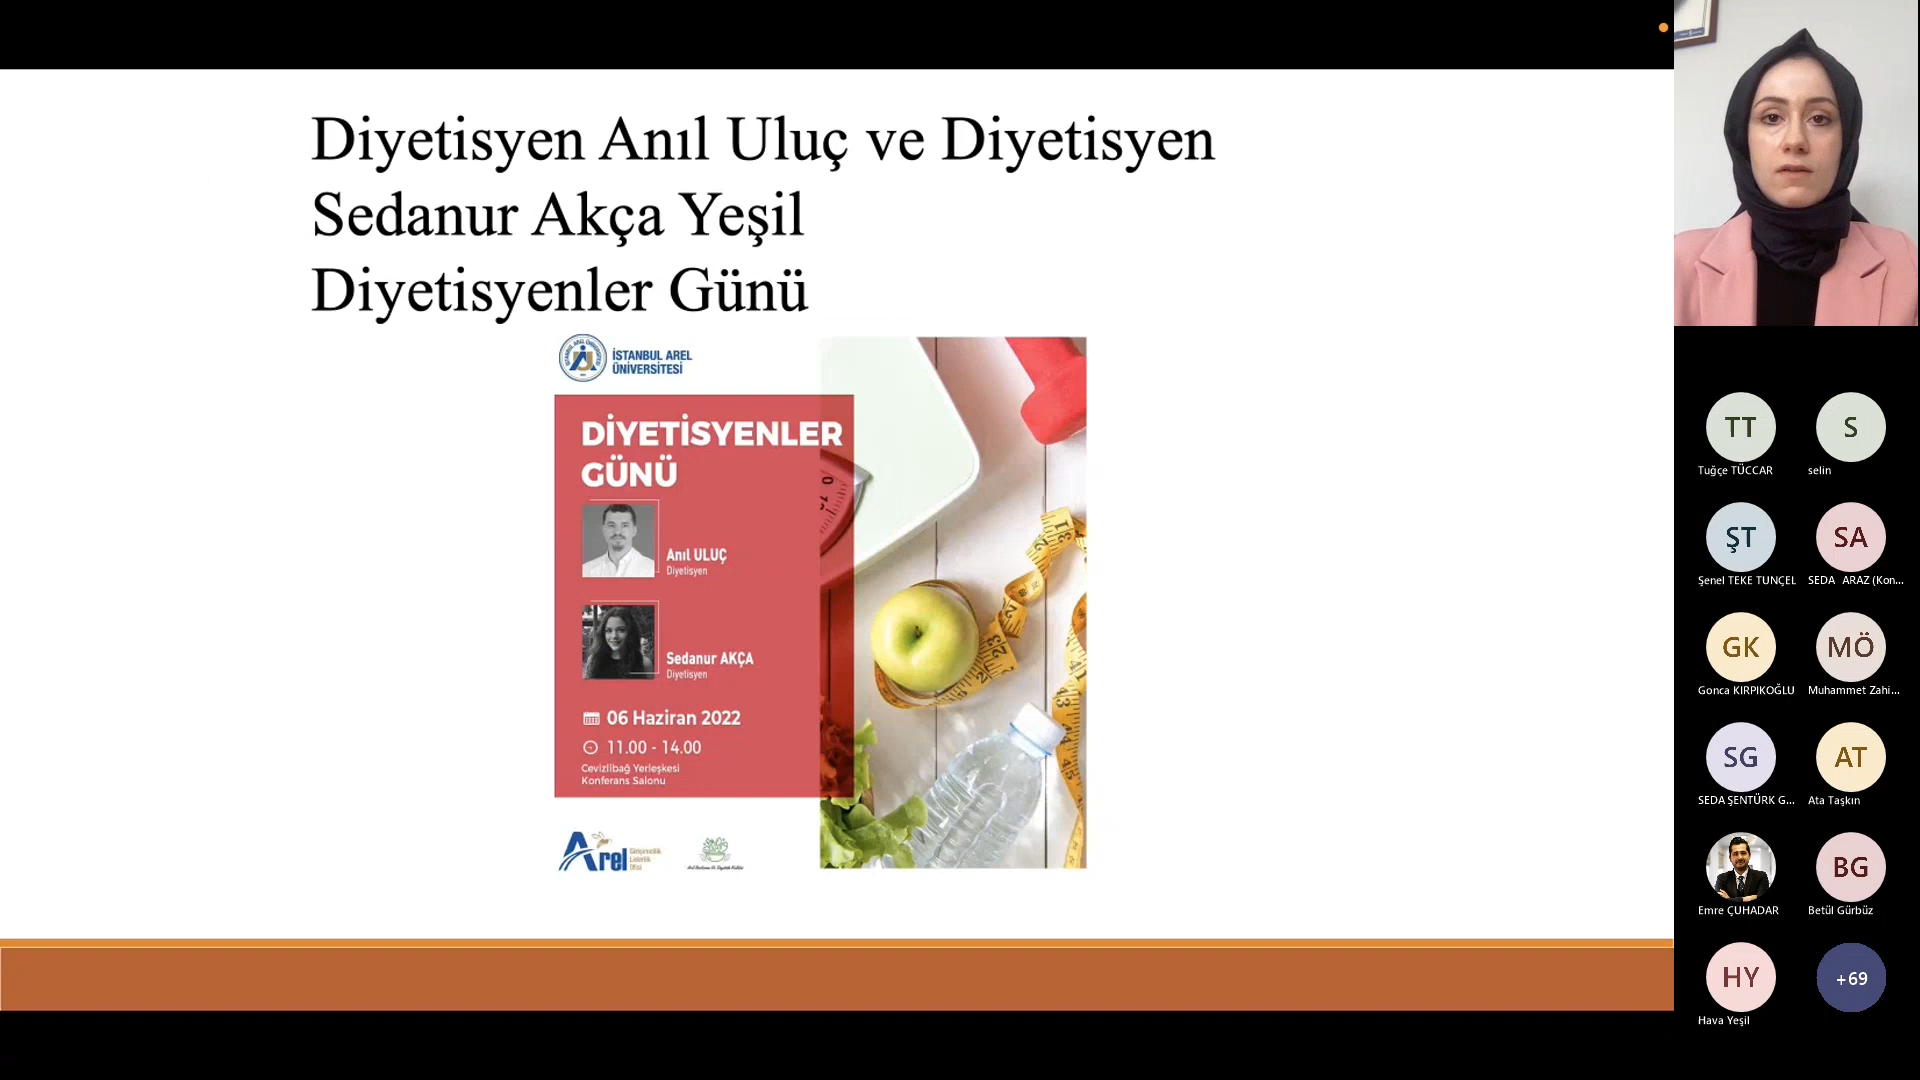 Diyetisyen Anıl Uluç ve Diyetisyen
Sedanur Akça Yeşil
Diyetisyenler Günü
İSTANBUL AREL
ÜNİVERSİTESİ
DİYETİSYENLER
GÜNÜ
Anıl ULUÇ
Diyetisyen
Sedanur AKÇA
Diyetisyen
06 Haziran 2022
11.00 - 14.00
Cevizlibağ Yerleşkesi
Konferans Salonu
Arel
Girişimcilik
Liderlik
Ofisi
TT
Tuğçe TÜCCAR
S
selin
ŞT
Şenel TEKE TUNÇEL
SA
SEDA ARAZ (Kon...
GK
Gonca KIRPIKOĞLU
MÖ
Muhammet Zahi...
SG
SEDA ŞENTÜRK G...
AT
Ata Taşkın
Emre ÇUHADAR
BG
Betül Gürbüz
HY
Hava Yeşil
+69